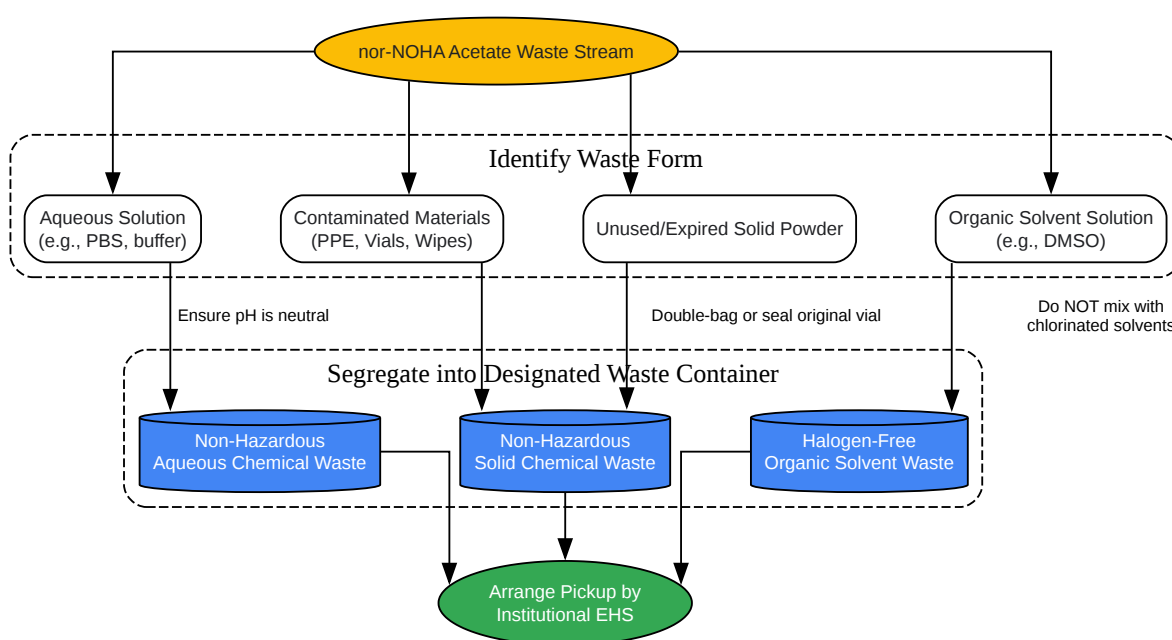 nor-NOHA Acetate Waste Stream
Identify Waste Form
Aqueous Solution
(e.g., PBS, buffer)
Contaminated Materials
(PPE, Vials, Wipes)
Unused/Expired Solid Powder
Organic Solvent Solution
(e.g., DMSO)
Ensure pH is neutral
Double-bag or seal original vial
Do NOT mix with
chlorinated solvents
Segregate into Designated Waste Container
Non-Hazardous
Aqueous Chemical Waste
Non-Hazardous
Solid Chemical Waste
Halogen-Free
Organic Solvent Waste
Arrange Pickup by
Institutional EHS